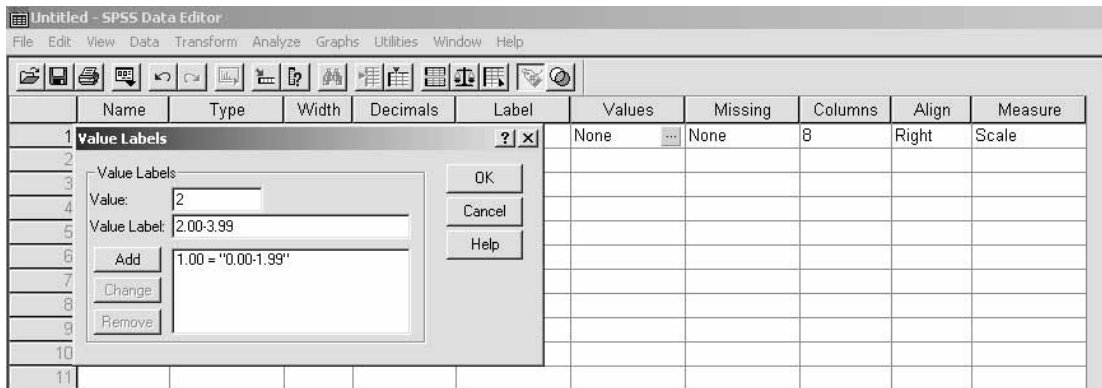 Untitled - SPSS Data Editor
File Edit View Data Transform Analyze Graphs Utilities Window Help
Name Type Width Decimals Label Values Missing Columns Align Measure
1 None ... None 8 Right Scale
Value Labels ? ×
2
Value Labels
OK
3
Value: 2
4
Cancel
Value Label: 2.00-3.99
5
Help
6
Add 1.00 = "0.00-1.99"
7
Change
8
Remove
9
10
11